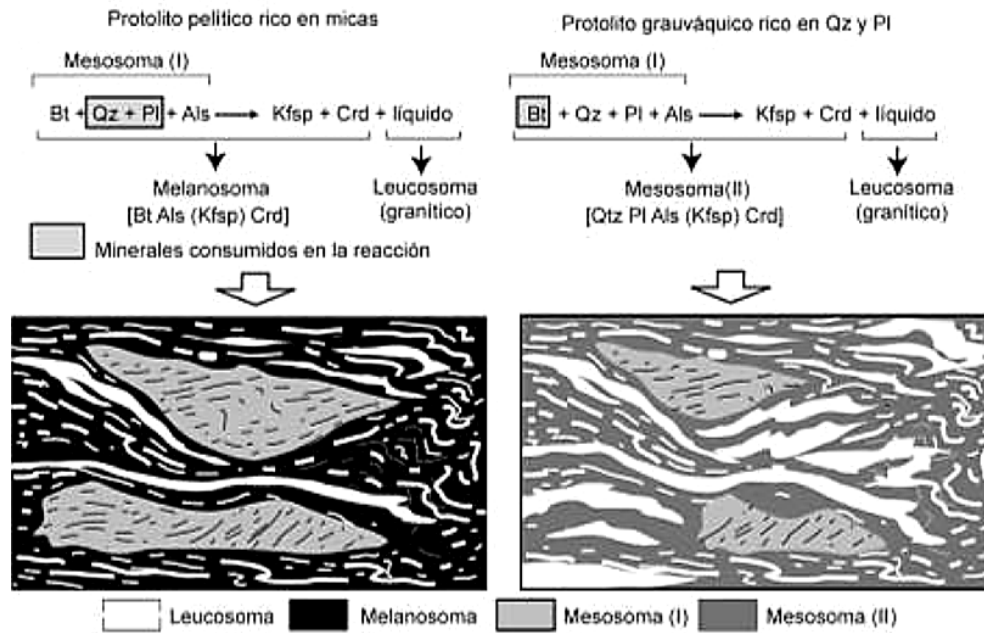 Protolito pelítico rico en micas
Mesosoma (I)
Bt + Qz + Pl + Als → Kfsp + Crd + líquido
Melanosoma
[Bt Als (Kfsp) Crd]
Leucosoma
(granítico)
Minerales consumidos en la reacción
Protolito grauváquico rico en Qz y Pl
Mesosoma (I)
Bt + Qz + Pl + Als → Kfsp + Crd + líquido
Mesosoma(II)
[Qtz Pl Als (Kfsp) Crd]
Leucosoma
(granítico)
Leucosoma
Melanosoma
Mesosoma (I)
Mesosoma (II)